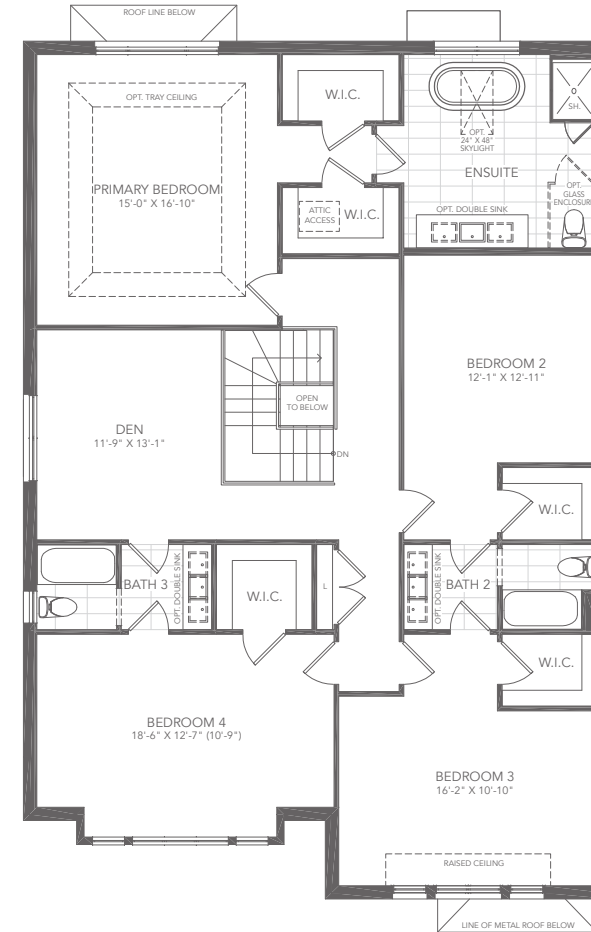 ROOF LINE BELOW
OPT. TRAY CEILING
PRIMARY BEDROOM
15'-0" X 16'-10"
W.I.C.
ATTIC
ACCESS
W.I.C.
OPT.
24" X 48"
SKYLIGHT
SH.
ENSUITE
OPT.
GLASS
ENCLOSURE
OPT. DOUBLE SINK
BEDROOM 2
12'-1" X 12'-11"
OPEN
TO BELOW
DN
DEN
11'-9" X 13'-1"
W.I.C.
BATH 3
OPT. DOUBLE SINK
W.I.C.
L
OPT. DOUBLE SINK
BATH 2
W.I.C.
BEDROOM 4
18'-6" X 12'-7" (10'-9")
BEDROOM 3
16'-2" X 10'-10"
RAISED CEILING
LINE OF METAL ROOF BELOW